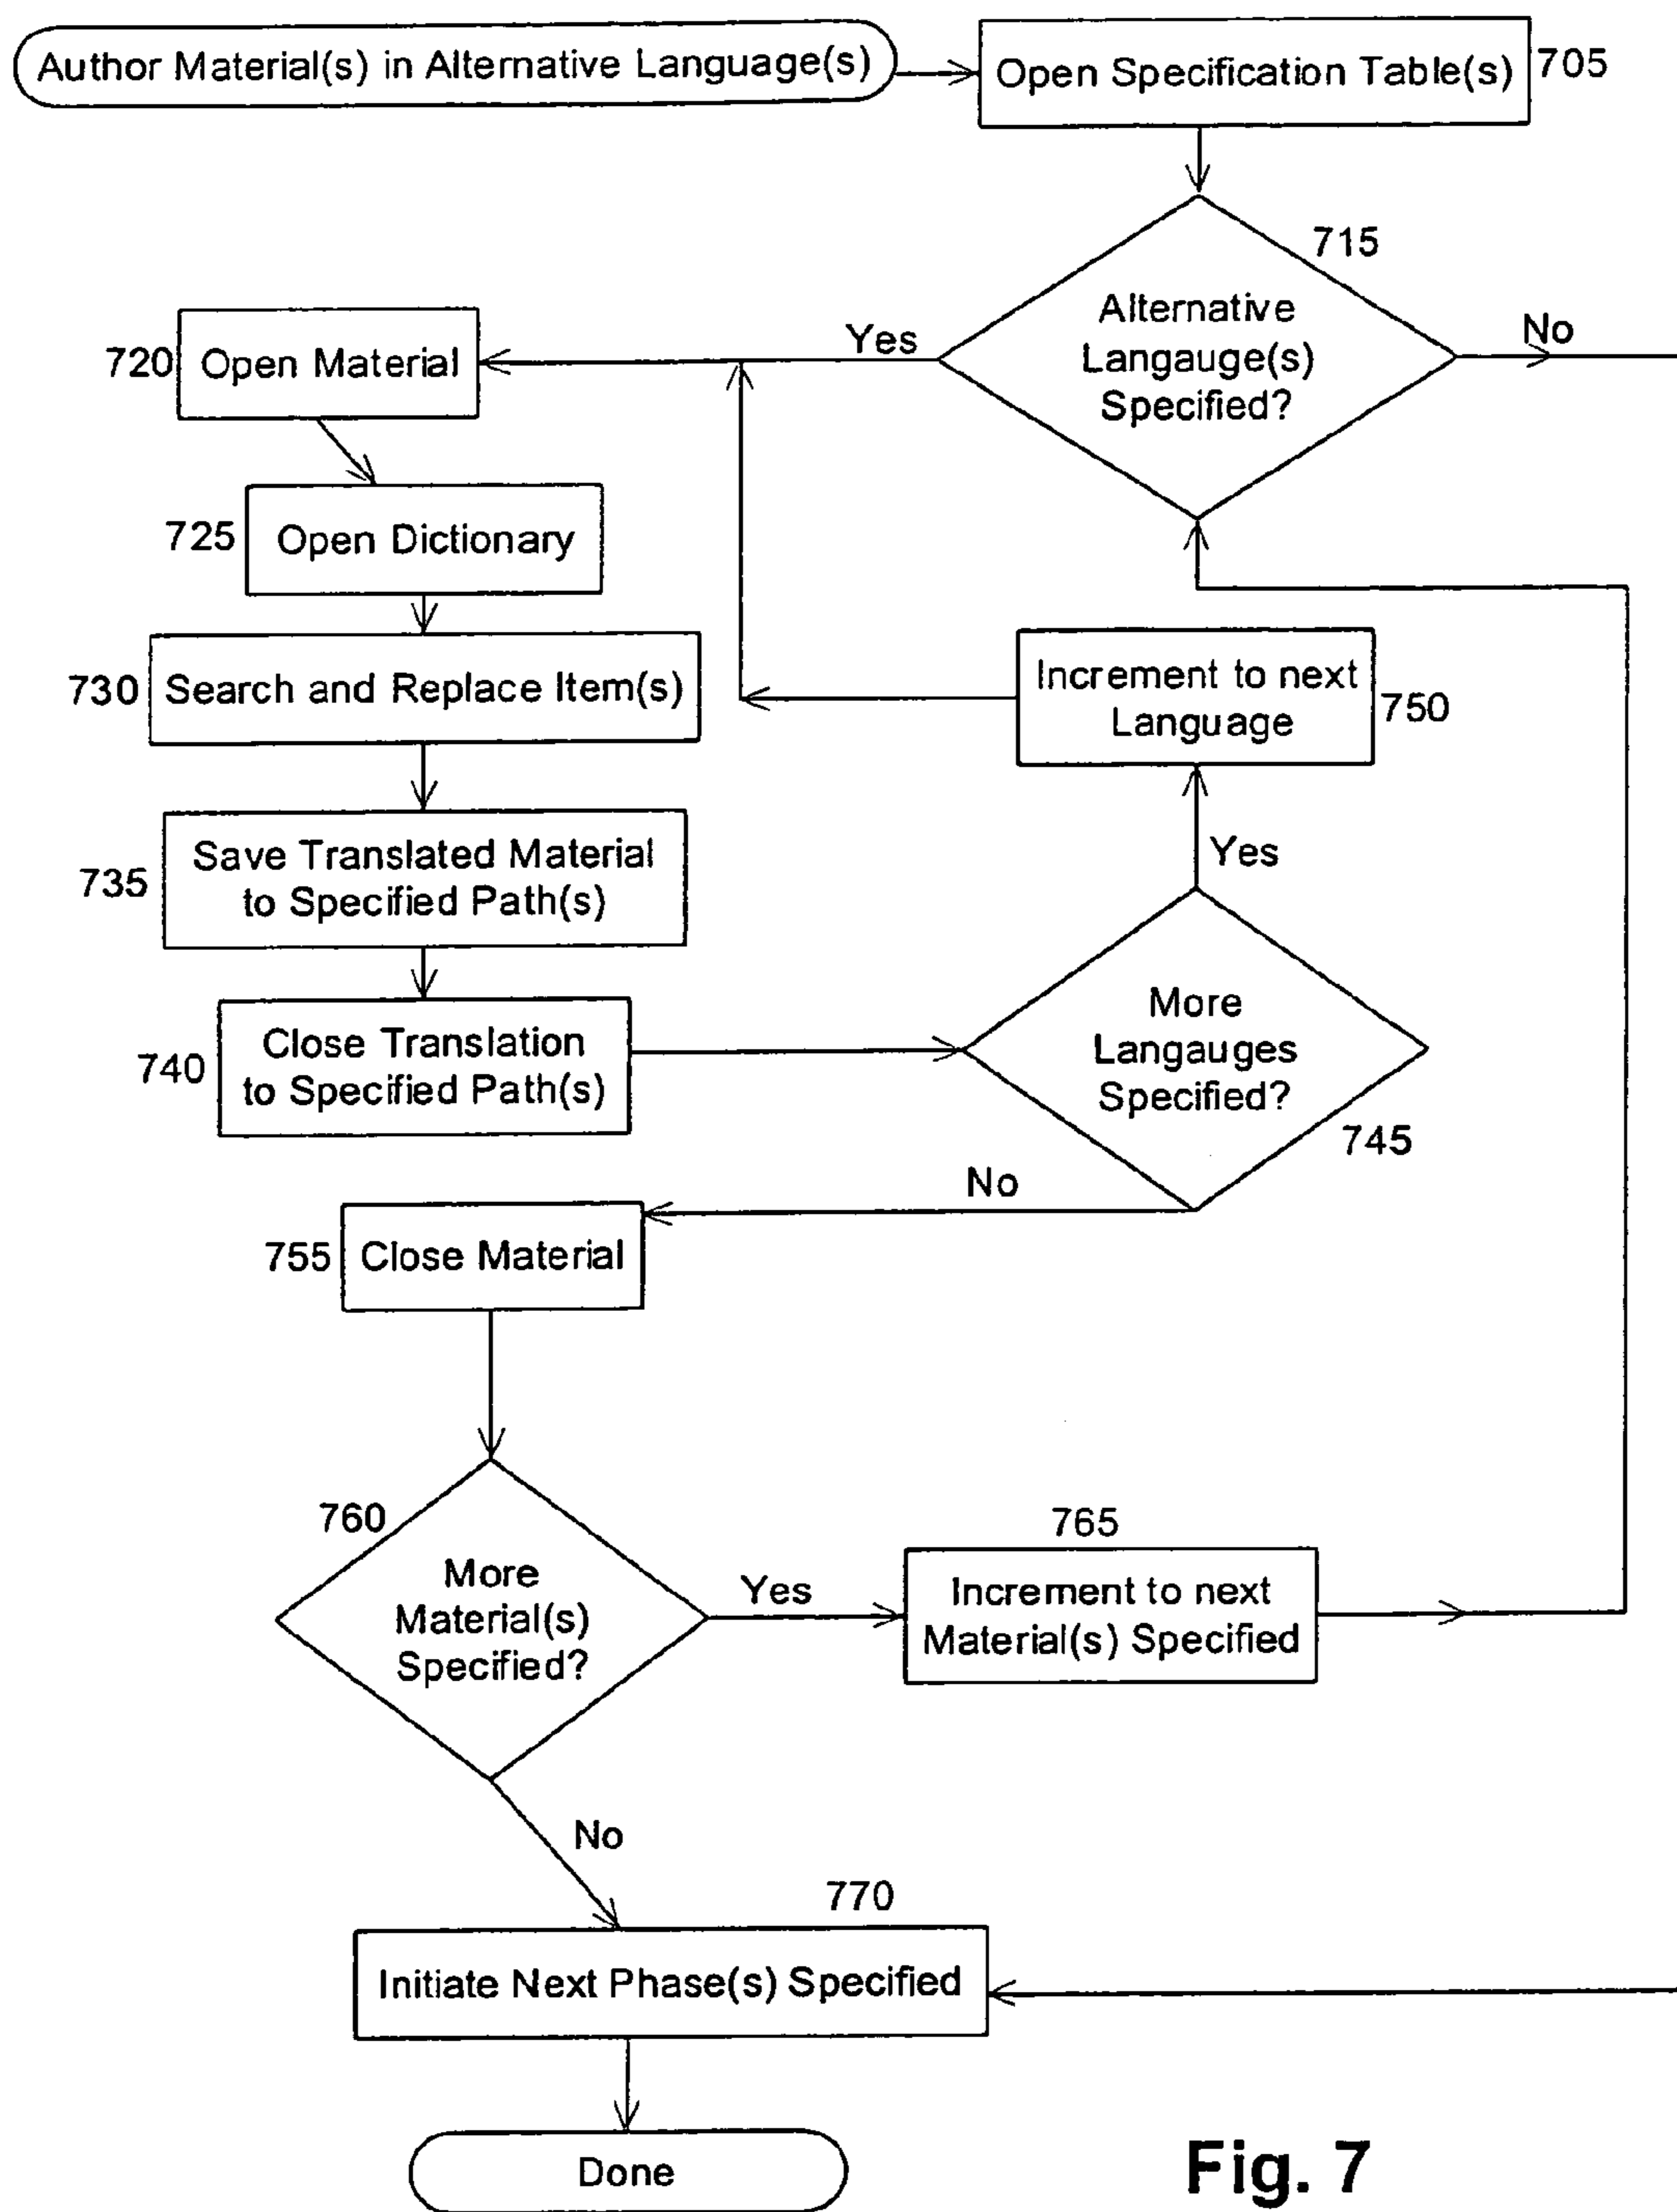 Author Material(s) in Alternative Language(s)
Open Specification Table(s)
705
715
Alternative
Langauge(s)
Specified?
Yes
No
720
Open Material
725
Open Dictionary
730
Search and Replace Item(s)
Increment to next
Language
750
735
Save Translated Material
to Specified Path(s)
Yes
740
Close Translation
to Specified Path(s)
More
Langauges
Specified?
745
No
755
Close Material
760
More
Material(s)
Specified?
Yes
765
Increment to next
Material(s) Specified
No
770
Initiate Next Phase(s) Specified
Done
Fig. 7